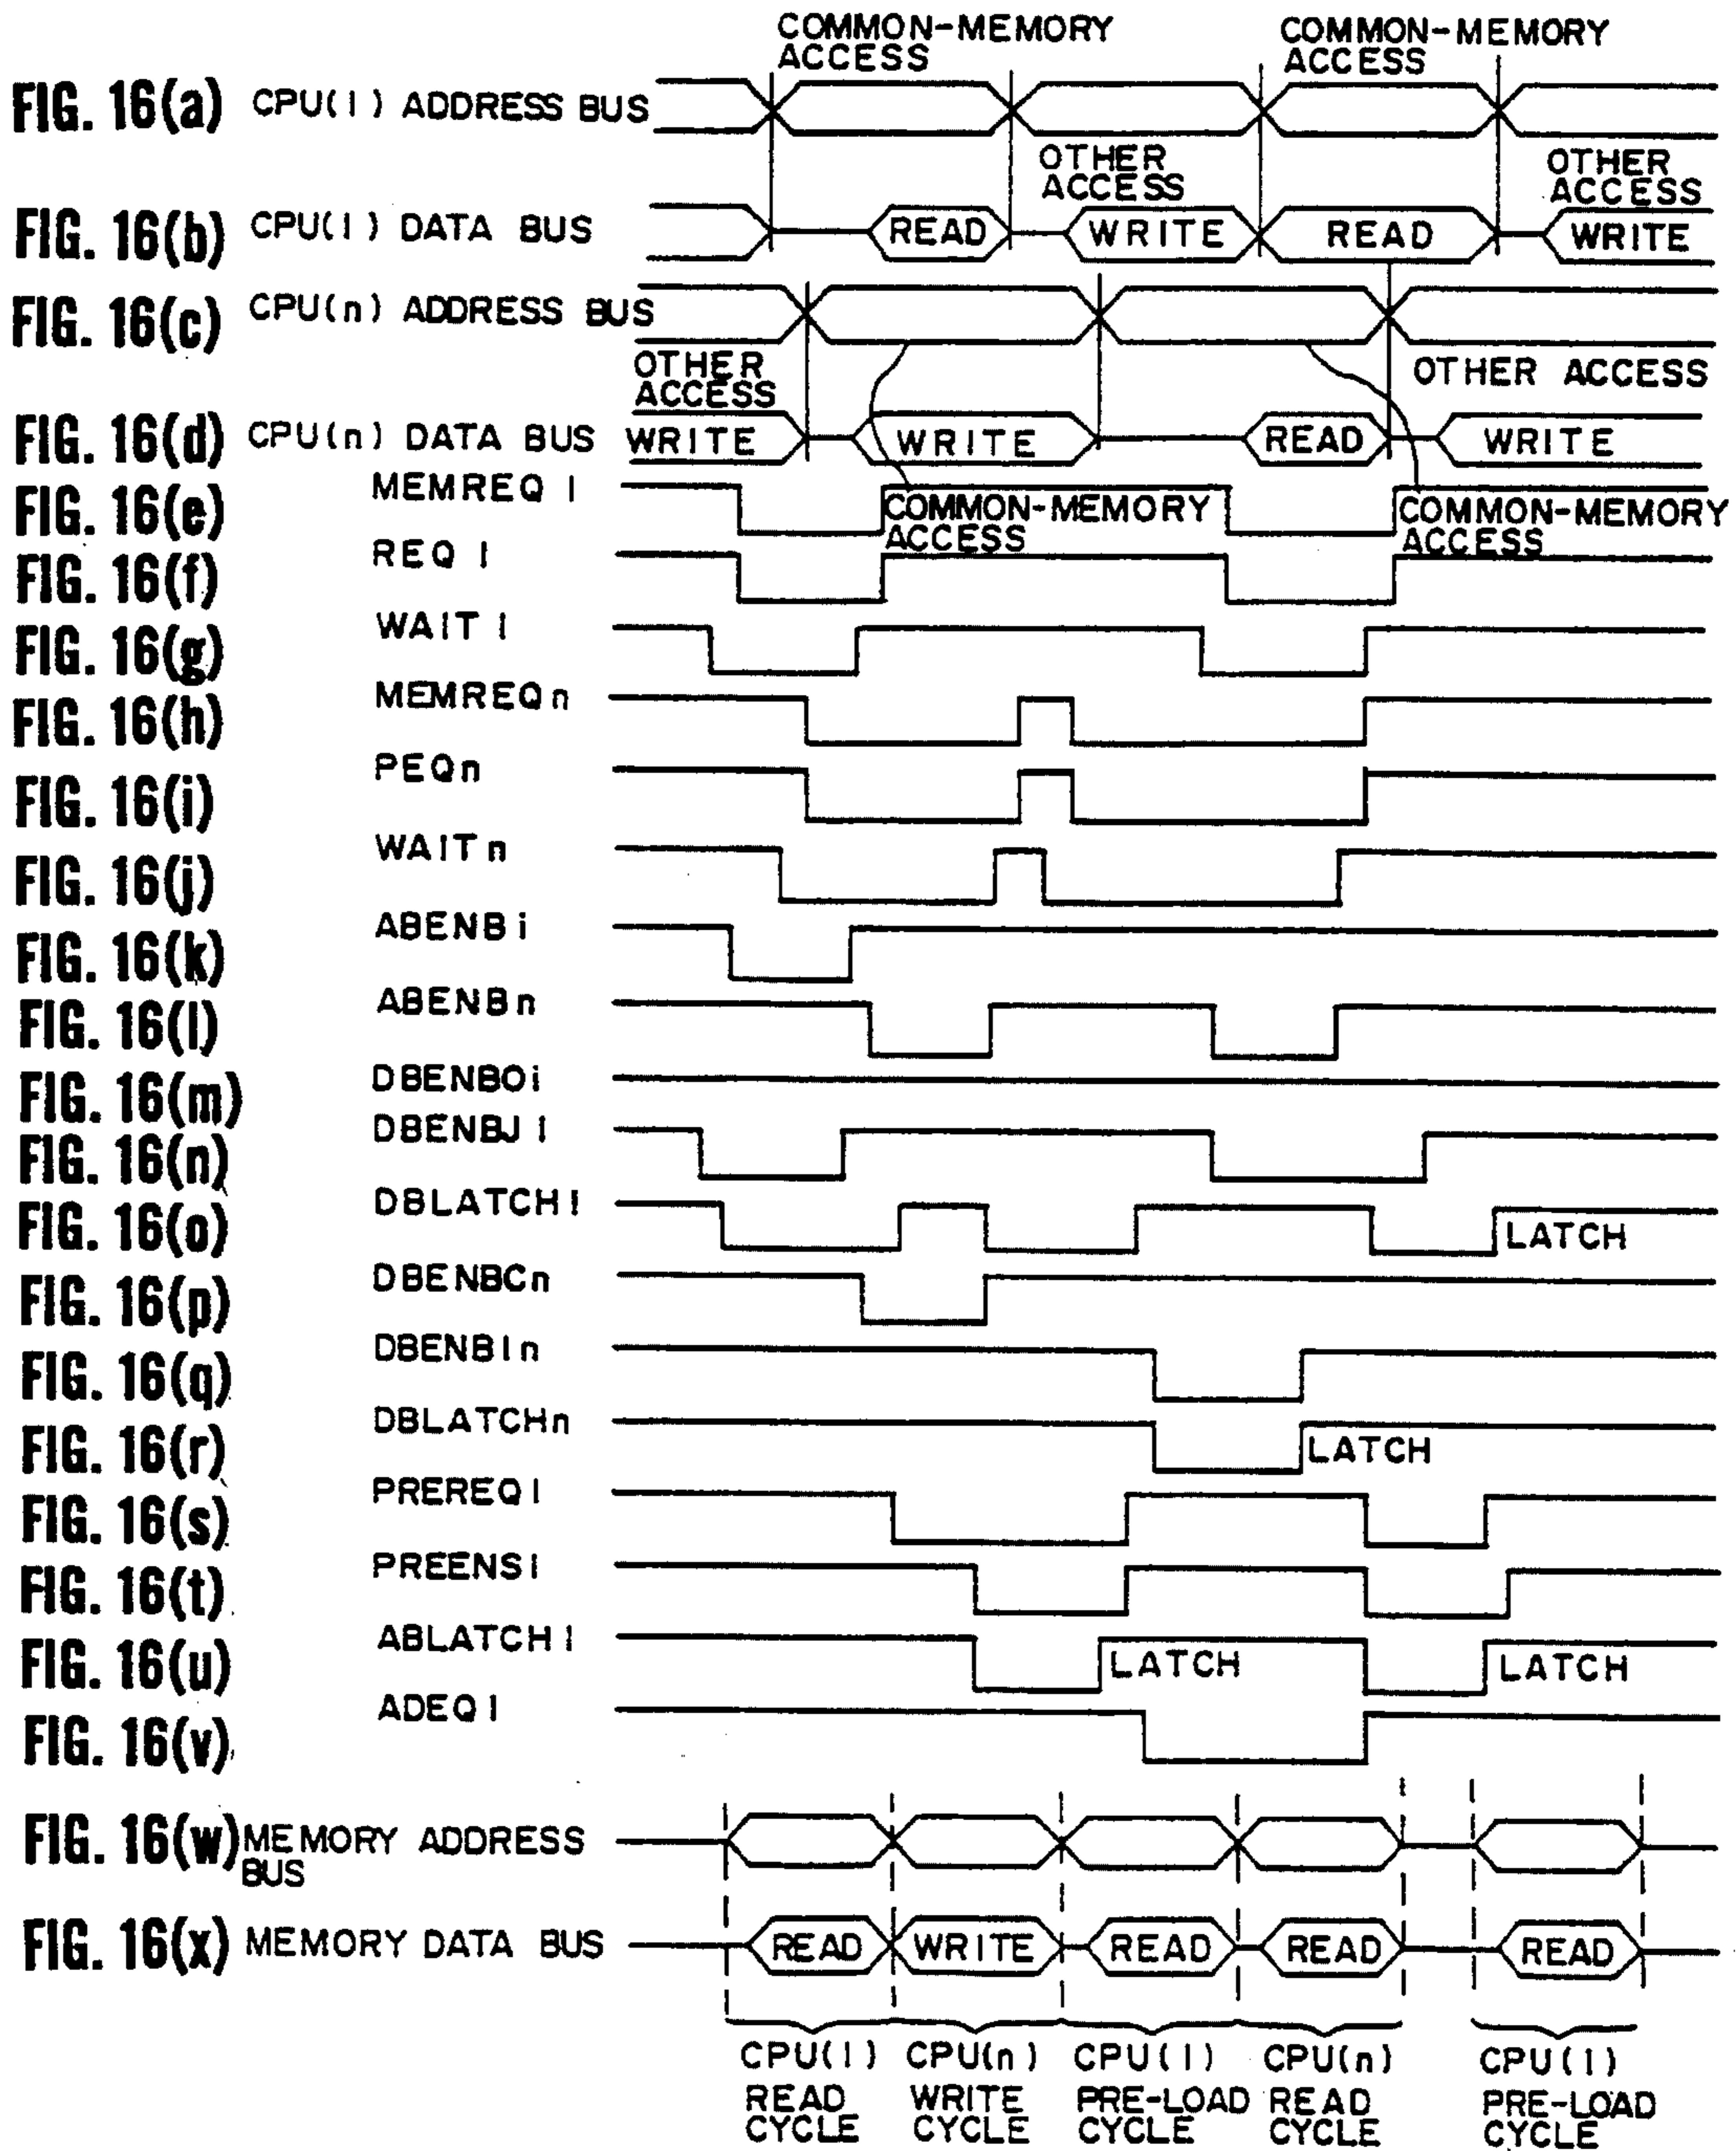 COMMON-MEMORY ACCESS
COMMON-MEMORY ACCESS
FIG. 16(a) CPU(1) ADDRESS BUS
OTHER ACCESS
OTHER ACCESS
FIG. 16(b) CPU(1) DATA BUS READ WRITE READ WRITE
FIG. 16(c) CPU(n) ADDRESS BUS
OTHER ACCESS
OTHER ACCESS
FIG. 16(d) CPU(n) DATA BUS WRITE WRITE READ WRITE
FIG. 16(e) MEMREQ 1
COMMON-MEMORY ACCESS
COMMON-MEMORY ACCESS
FIG. 16(f) REQ 1
FIG. 16(g) WAIT 1
FIG. 16(h) MEMREQn
FIG. 16(i) PEQn
FIG. 16(j) WAITn
FIG. 16(k) ABENBi
FIG. 16(l) ABENBn
FIG. 16(m) DBENBOi
FIG. 16(n) DBENBJ 1
FIG. 16(o) DBLATCH1 LATCH
FIG. 16(p) DBENBCn
FIG. 16(q) DBENBIn
FIG. 16(r) DBLATCHn LATCH
FIG. 16(s) PREREQ1
FIG. 16(t) PREENS1
FIG. 16(u) ABLATCH1 LATCH LATCH
FIG. 16(v) ADEQ1
FIG. 16(w) MEMORY ADDRESS BUS
FIG. 16(x) MEMORY DATA BUS READ WRITE READ READ READ
CPU(1) READ CYCLE
CPU(n) WRITE CYCLE
CPU(1) PRE-LOAD CYCLE
CPU(n) READ CYCLE
CPU(1) PRE-LOAD CYCLE